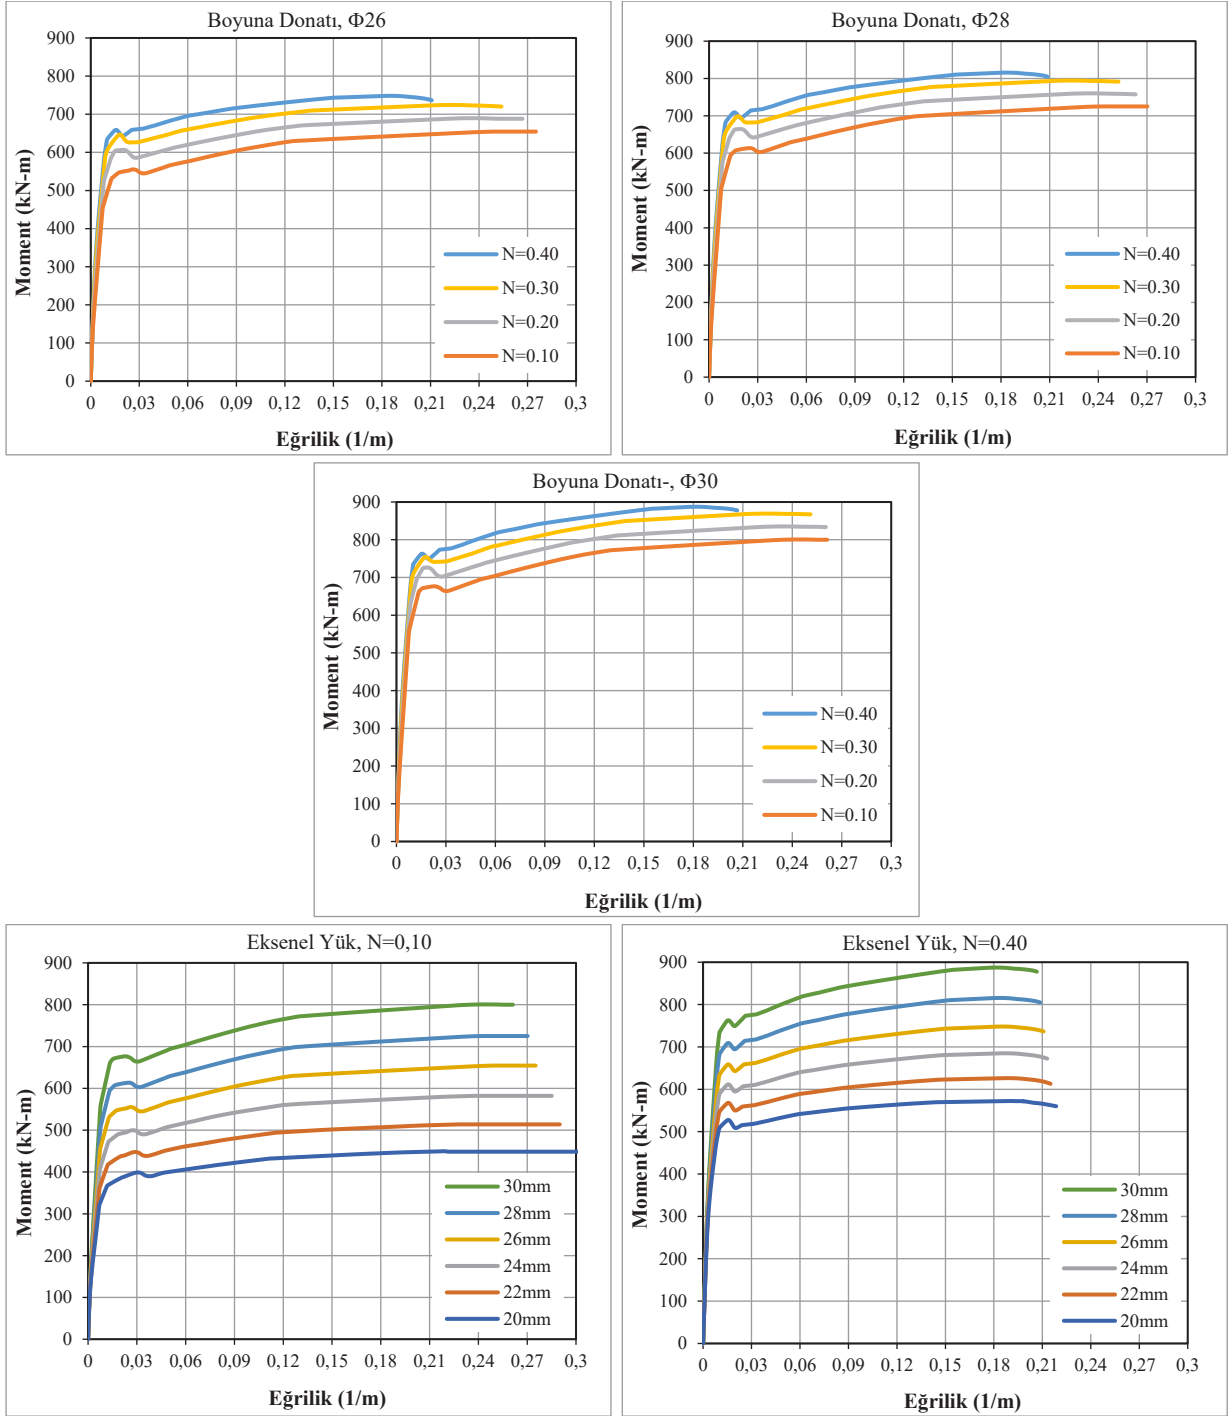 Boyuna Donatı, Φ26
900
800
700
600
500
400
300
200
100
0
Moment (kN-m)
N=0.40
N=0.30
N=0.20
N=0.10
0 0,03 0,06 0,09 0,12 0,15 0,18 0,21 0,24 0,27 0,3
Eğrilik (1/m)
Boyuna Donatı, Φ28
900
800
700
600
500
400
300
200
100
0
Moment (kN-m)
N=0.40
N=0.30
N=0.20
N=0.10
0 0,03 0,06 0,09 0,12 0,15 0,18 0,21 0,24 0,27 0,3
Eğrilik (1/m)
Boyuna Donatı-, Φ30
900
800
700
600
500
400
300
200
100
0
Moment (kN-m)
N=0.40
N=0.30
N=0.20
N=0.10
0 0,03 0,06 0,09 0,12 0,15 0,18 0,21 0,24 0,27 0,3
Eğrilik (1/m)
Eksenel Yük, N=0,10
900
800
700
600
500
400
300
200
100
0
Moment (kN-m)
30mm
28mm
26mm
24mm
22mm
20mm
0 0,03 0,06 0,09 0,12 0,15 0,18 0,21 0,24 0,27 0,3
Eğrilik (1/m)
Eksenel Yük, N=0.40
900
800
700
600
500
400
300
200
100
0
Moment (kN-m)
30mm
28mm
26mm
24mm
22mm
20mm
0 0,03 0,06 0,09 0,12 0,15 0,18 0,21 0,24 0,27 0,3
Eğrilik (1/m)